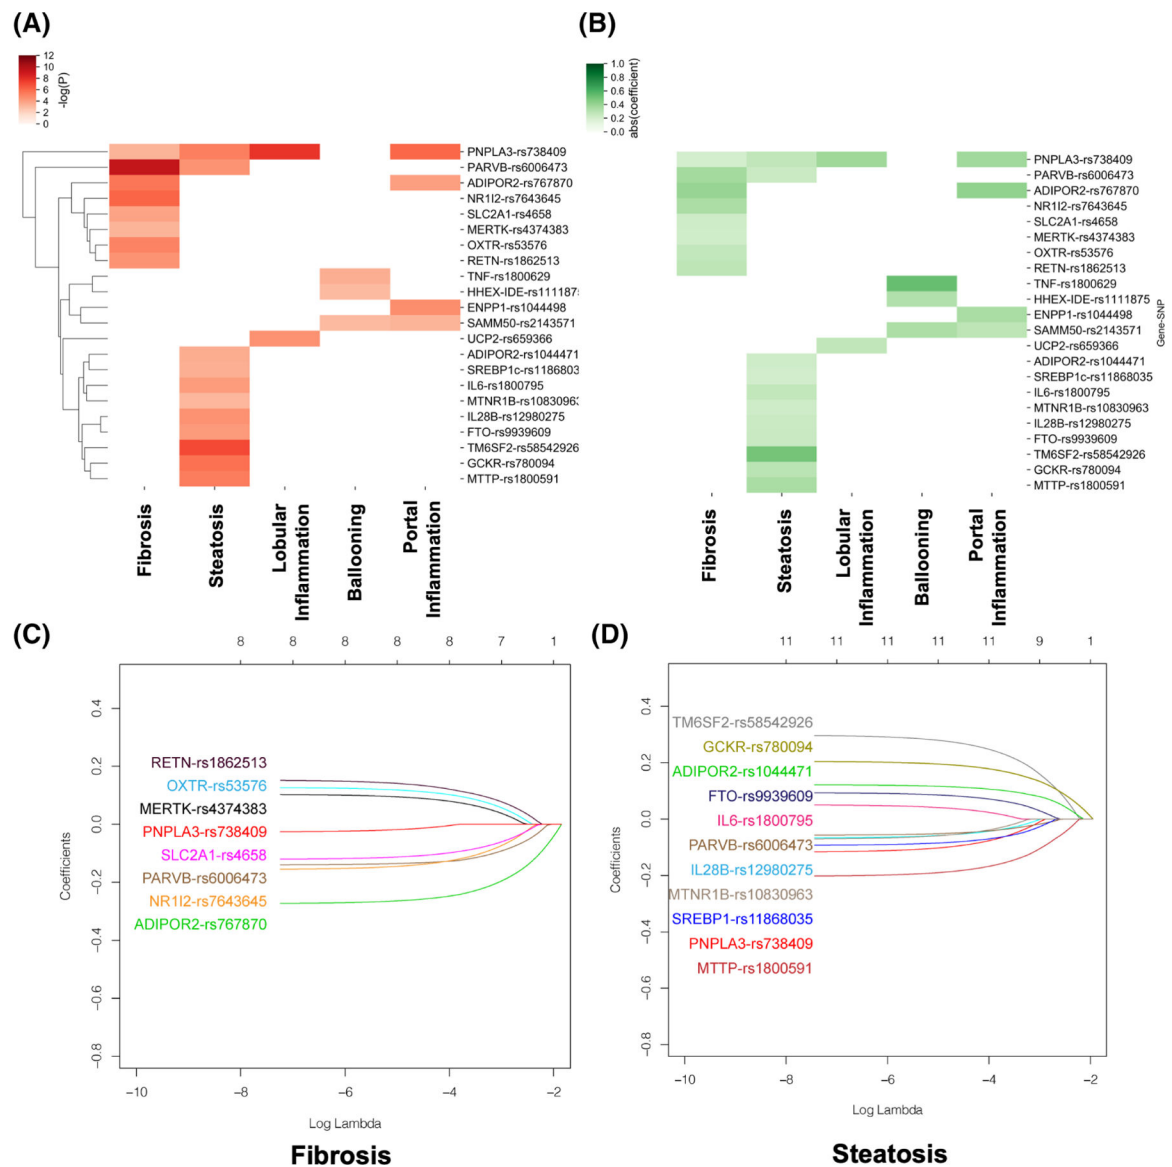 (A)
12
10
8
6
4
2
0
-log(P)
PNPLA3-rs738409
PARVB-rs6006473
ADIPOR2-rs767870
NR1I2-rs7643645
SLC2A1-rs4658
MERTK-rs4374383
OXTR-rs53576
RETN-rs1862513
TNF-rs1800629
HHEX-IDE-rs111187
ENPP1-rs1044498
SAMM50-rs2143571
UCP2-rs659366
ADIPOR2-rs1044471
SREBP1c-rs1186803
IL6-rs1800795
MTNR1B-rs1083096
IL28B-rs12980275
FTO-rs9939609
TM6SF2-rs58542926
GCKR-rs780094
MTTP-rs1800591
Fibrosis
Steatosis
Lobular
Inflammation
Ballooning
Portal
Inflammation
(B)
1.0
0.8
0.6
0.4
0.2
0.0
abs(coefficient)
PNPLA3-rs738409
PARVB-rs6006473
ADIPOR2-rs767870
NR1I2-rs7643645
SLC2A1-rs4658
MERTK-rs4374383
OXTR-rs53576
RETN-rs1862513
TNF-rs1800629
HHEX-IDE-rs1111875
ENPP1-rs1044498
SAMM50-rs2143571
UCP2-rs659366
ADIPOR2-rs1044471
SREBP1c-rs11868035
IL6-rs1800795
MTNR1B-rs10830963
IL28B-rs12980275
FTO-rs9939609
TM6SF2-rs58542926
GCKR-rs780094
MTTP-rs1800591
Gene-SNP
Fibrosis
Steatosis
Lobular
Inflammation
Ballooning
Portal
Inflammation
(C)
8 8 8 8 8 7 1
0.4
0.2
0.0
−0.2
−0.4
−0.6
−0.8
Coefficients
RETN-rs1862513
OXTR-rs53576
MERTK-rs4374383
PNPLA3-rs738409
SLC2A1-rs4658
PARVB-rs6006473
NR1I2-rs7643645
ADIPOR2-rs767870
−10 −8 −6 −4 −2
Log Lambda
Fibrosis
(D)
11 11 11 11 11 9 1
0.4
0.2
0.0
−0.2
−0.4
−0.6
−0.8
Coefficients
TM6SF2-rs58542926
GCKR-rs780094
ADIPOR2-rs1044471
FTO-rs9939609
IL6-rs1800795
PARVB-rs6006473
IL28B-rs12980275
MTNR1B-rs10830963
SREBP1-rs11868035
PNPLA3-rs738409
MTTP-rs1800591
−10 −8 −6 −4 −2
Log Lambda
Steatosis